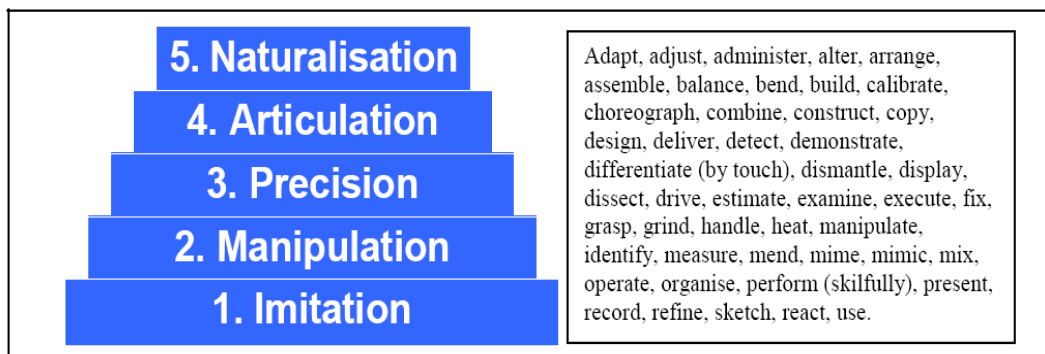 5. Naturalisation
4. Articulation
3. Precision
2. Manipulation
1. Imitation
Adapt, adjust, administer, alter, arrange,
assemble, balance, bend, build, calibrate,
choreograph, combine, construct, copy,
design, deliver, detect, demonstrate,
differentiate (by touch), dismantle, display,
dissect, drive, estimate, examine, execute, fix,
grasp, grind, handle, heat, manipulate,
identify, measure, mend, mime, mimic, mix,
operate, organise, perform (skilfully), present,
record, refine, sketch, react, use.